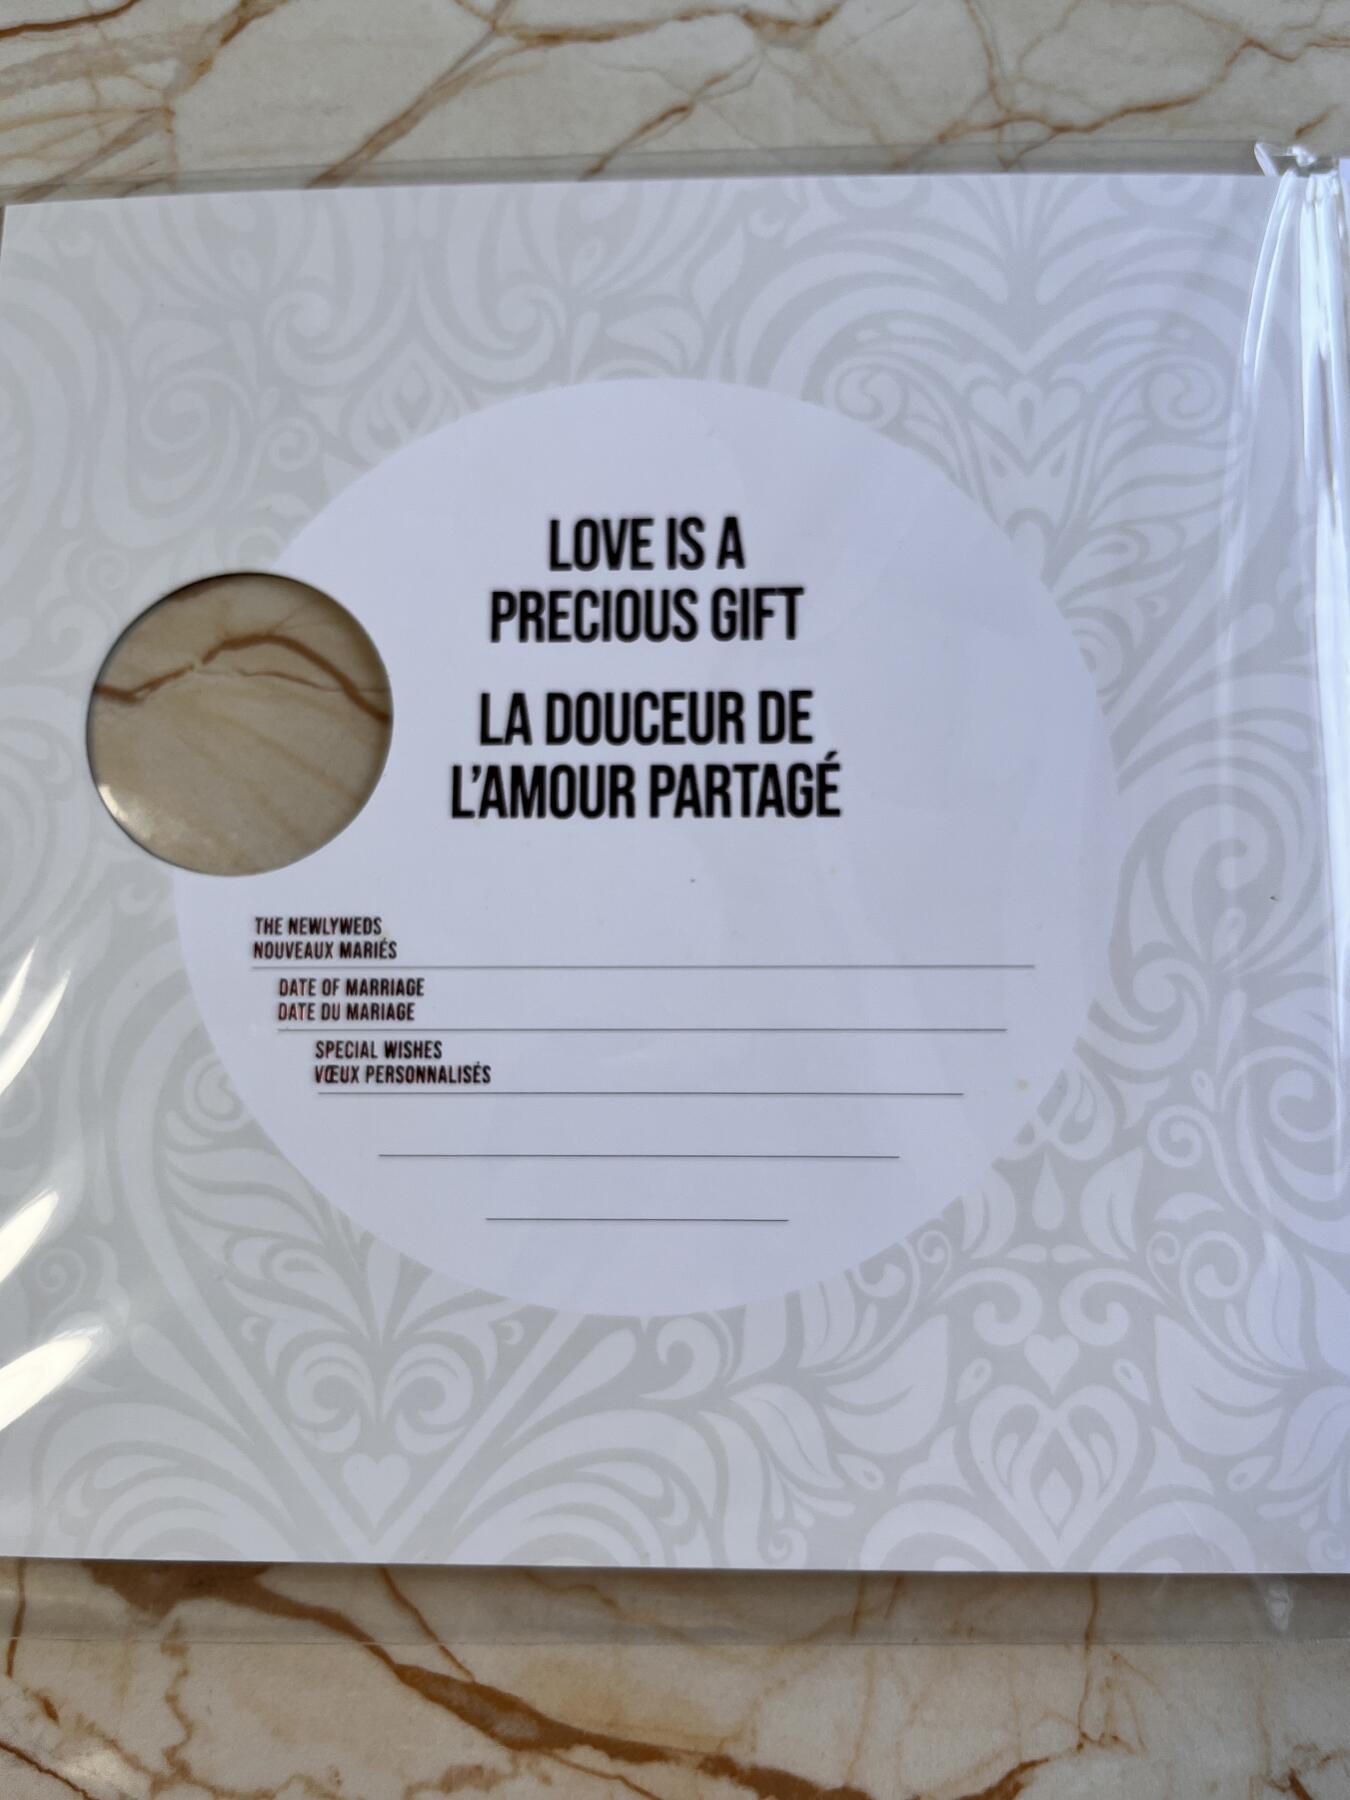 LOVE IS A
PRECIOUS GIFT
LA DOUCEUR DE
L'AMOUR PARTAGÉ
THE NEWLYWEDS
NOUVEAUX MARIÉS
DATE OF MARRIAGE
DATE DU MARIAGE
SPECIAL WISHES
VŒUX PERSONNALISÉS